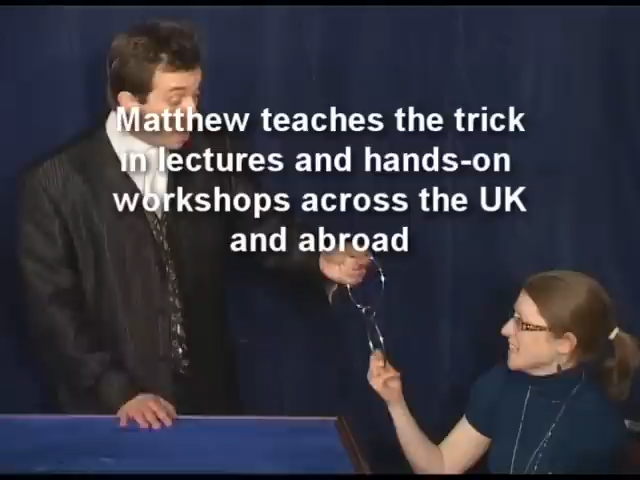 Matthew teaches the trick
in lectures and hands-on
workshops across the UK
and abroad